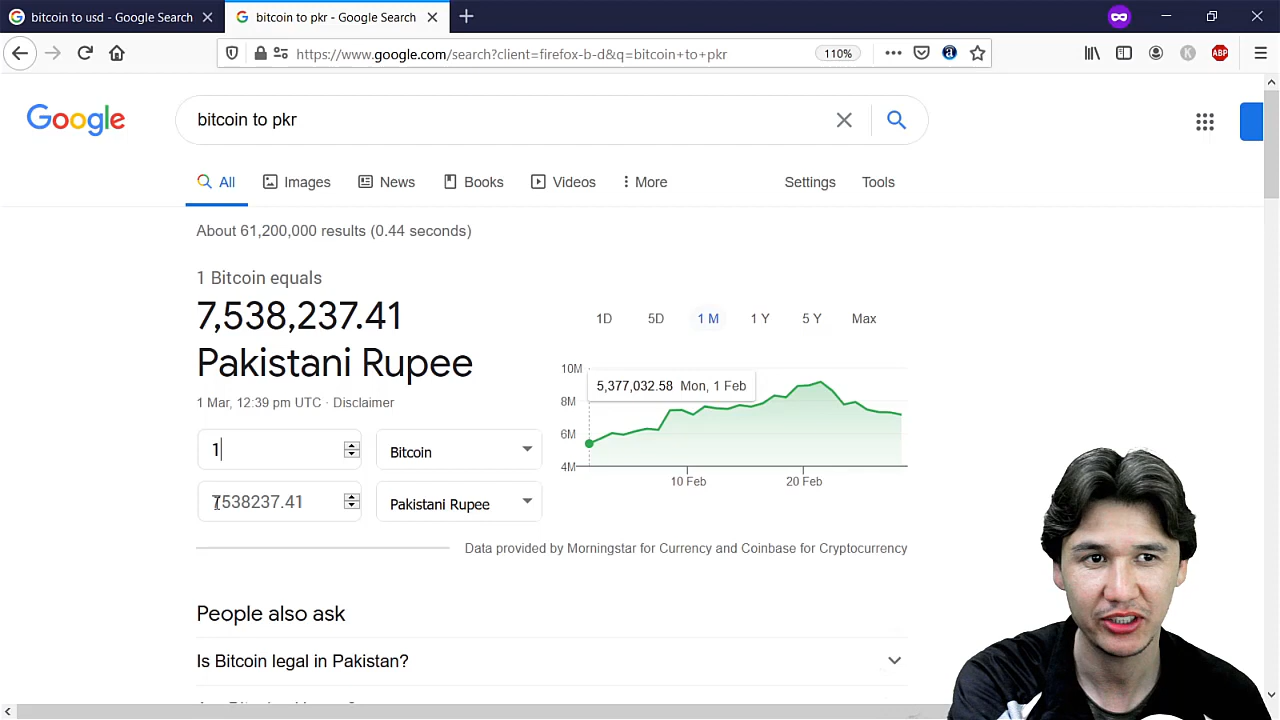 bitcoin to usd - Google Search
bitcoin to pkr - Google Search
https://www.google.com/search?client=firefox-b-d&q=bitcoin+to+pkr
110%
ABP
Google
bitcoin to pkr
All
Images
News
Books
Videos
More
Settings
Tools
About 61,200,000 results (0.44 seconds)
1 Bitcoin equals
7,538,237.41
Pakistani Rupee
1 Mar, 12:39 pm UTC · Disclaimer
1
Bitcoin
7538237.41
Pakistani Rupee
1D
5D
1 M
1 Y
5 Y
Max
10M
8M
6M
4M
5,377,032.58 Mon, 1 Feb
10 Feb
20 Feb
Data provided by Morningstar for Currency and Coinbase for Cryptocurrency
People also ask
Is Bitcoin legal in Pakistan?